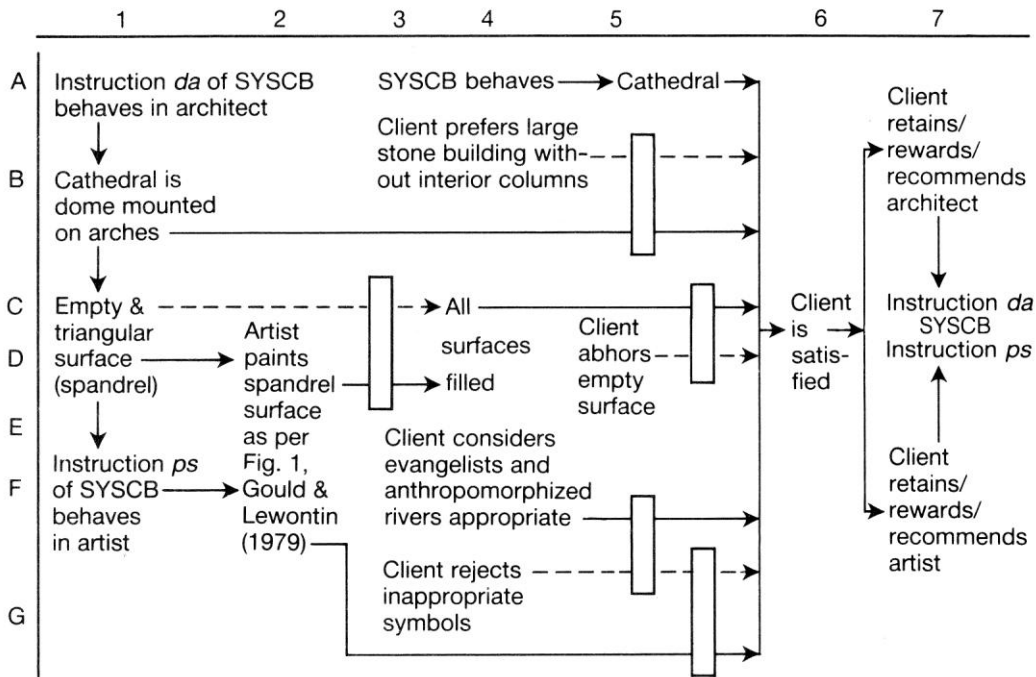 1 2 3 4 5 6 7
A
B
C
D
E
F
G
Instruction da of SYSCB
behaves in architect
Cathedral is
dome mounted
on arches
Empty &
triangular
surface
(spandrel)
Instruction ps
of SYSCB
behaves
in artist
Artist
paints
spandrel
surface
as per
Fig. 1,
Gould &
Lewontin
(1979)
SYSCB behaves
Cathedral
Client prefers large
stone building with-
out interior columns
All
surfaces
filled
Client
abhors
empty
surface
Client considers
evangelists and
anthropomorphized
rivers appropriate
Client rejects
inappropriate
symbols
Client
is
satis-
fied
Client
retains/
rewards/
recommends
architect
Instruction da
SYSCB
Instruction ps
Client
retains/
rewards/
recommends
artist